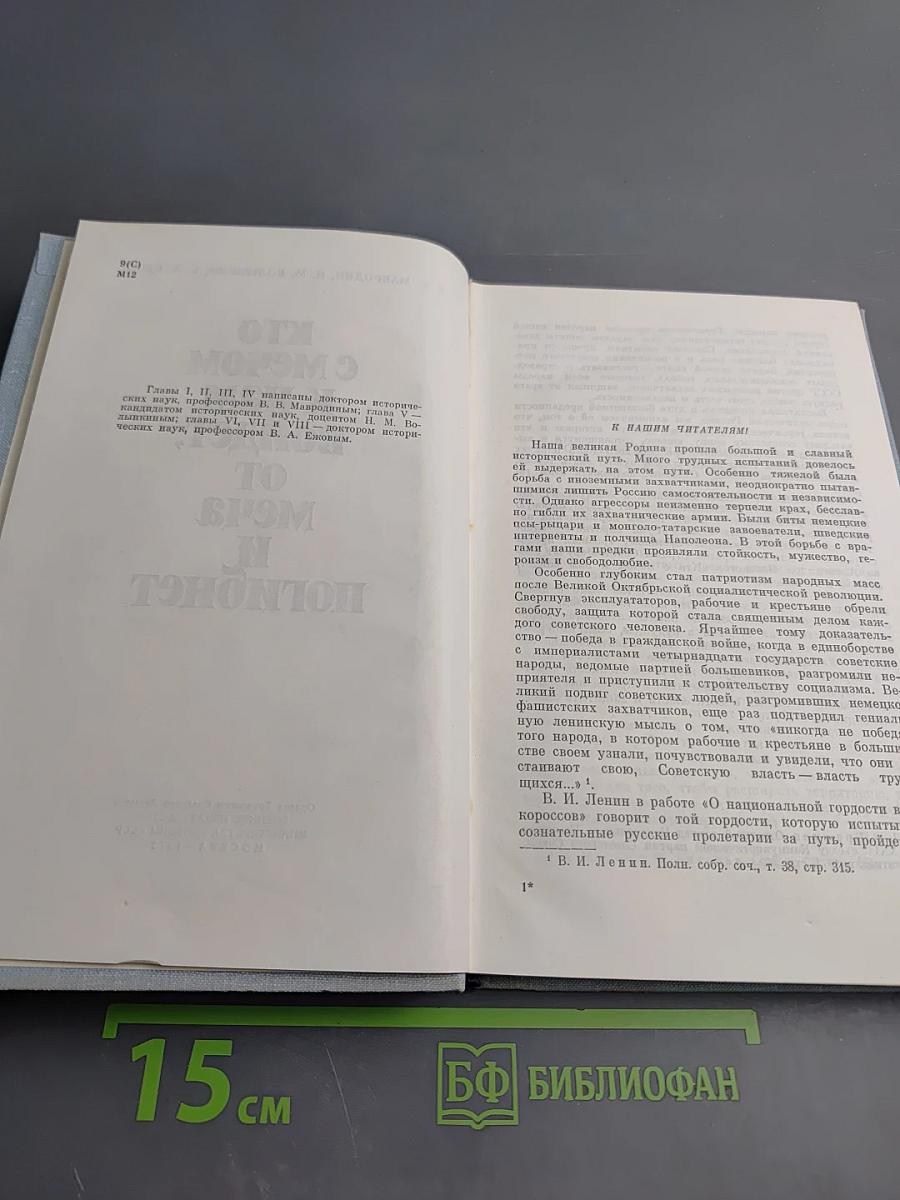 9(С)
М12
Главы I, II, III, IV написаны доктором историче-
ских наук, профессором В. В. Мавродиным; глава V —
кандидатом исторических наук, доцентом Н. М. Во-
лынкиным; главы VI, VII и VIII — доктором истори-
ческих наук, профессором В. А. Ежовым.
К НАШИМ ЧИТАТЕЛЯМ!
Наша великая Родина прошла большой и славный
исторический путь. Много трудных испытаний довелось
ей выдержать на этом пути. Особенно тяжелой была
борьба с иноземными захватчиками, неоднократно пытав-
шимися лишить Россию самостоятельности и независимо-
сти. Однако агрессоры неизменно терпели крах, бесслав-
но гибли их захватнические армии. Были биты немецкие
псы-рыцари и монголо-татарские завоеватели, шведские
интервенты и полчища Наполеона. В этой борьбе с вра-
гами наши предки проявляли стойкость, мужество, ге-
роизм и свободолюбие.
Особенно глубоким стал патриотизм народных масс
после Великой Октябрьской социалистической революции.
Свергнув эксплуататоров, рабочие и крестьяне обрели
свободу, защита которой стала священным делом каж-
дого советского человека. Ярчайшее тому доказатель-
ство — победа в гражданской войне, когда в единоборстве
с империалистами четырнадцати государств советские
народы, ведомые партией большевиков, разгромили не-
приятеля и приступили к строительству социализма. Ве-
ликий подвиг советских людей, разгромивших немецко-
фашистских захватчиков, еще раз подтвердил гениаль
ную ленинскую мысль о том, что «никогда не победя
того народа, в котором рабочие и крестьяне в больши
стве своем узнали, почувствовали и увидели, что они
стаивают свою, Советскую власть — власть тру
щихся...» ¹.
В. И. Ленин в работе «О национальной гордости в
короссов» говорит о той гордости, которую испыты
сознательные русские пролетарии за путь, пройде
¹ В. И. Ленин. Полн. собр. соч., т. 38, стр. 315.
1*
15 см
БФ БИБЛИОФАН